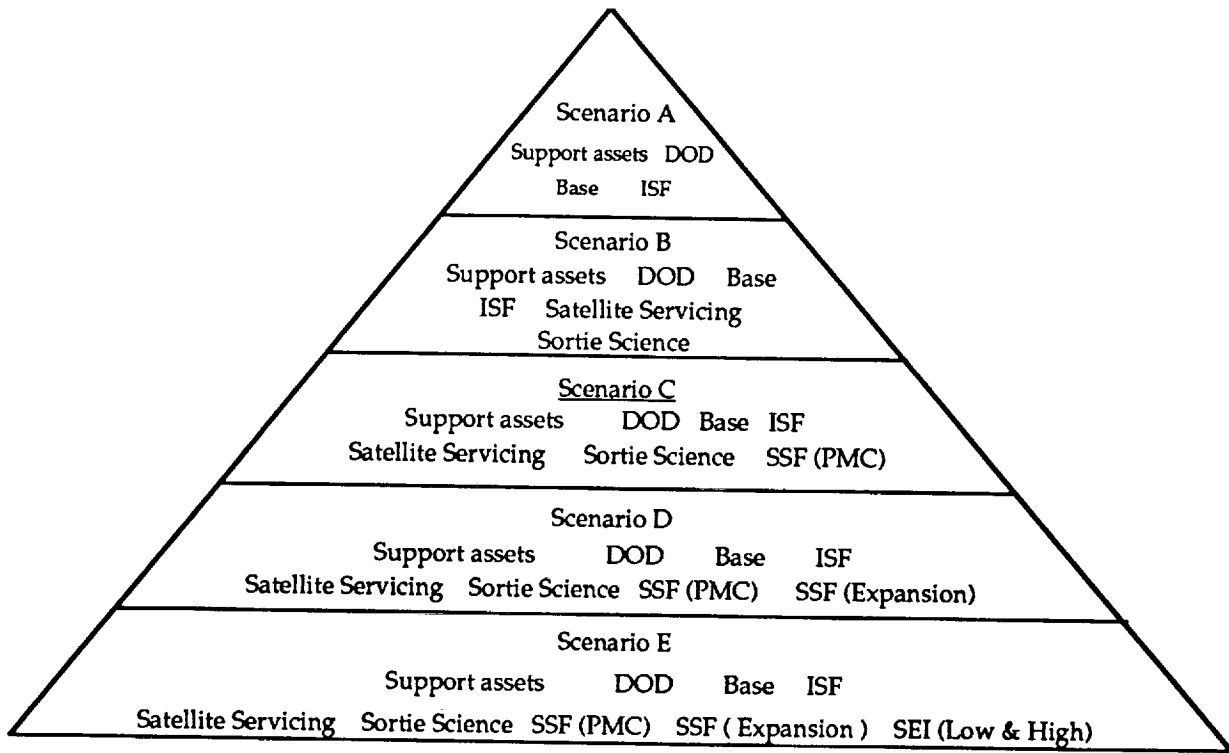 Scenario A
Support assets DOD
Base ISF
Scenario B
Support assets DOD Base
ISF Satellite Servicing
Sortie Science
Scenario C
Support assets DOD Base ISF
Satellite Servicing Sortie Science SSF (PMC)
Scenario D
Support assets DOD Base ISF
Satellite Servicing Sortie Science SSF (PMC) SSF (Expansion)
Scenario E
Support assets DOD Base ISF
Satellite Servicing Sortie Science SSF (PMC) SSF ( Expansion ) SEI (Low & High)